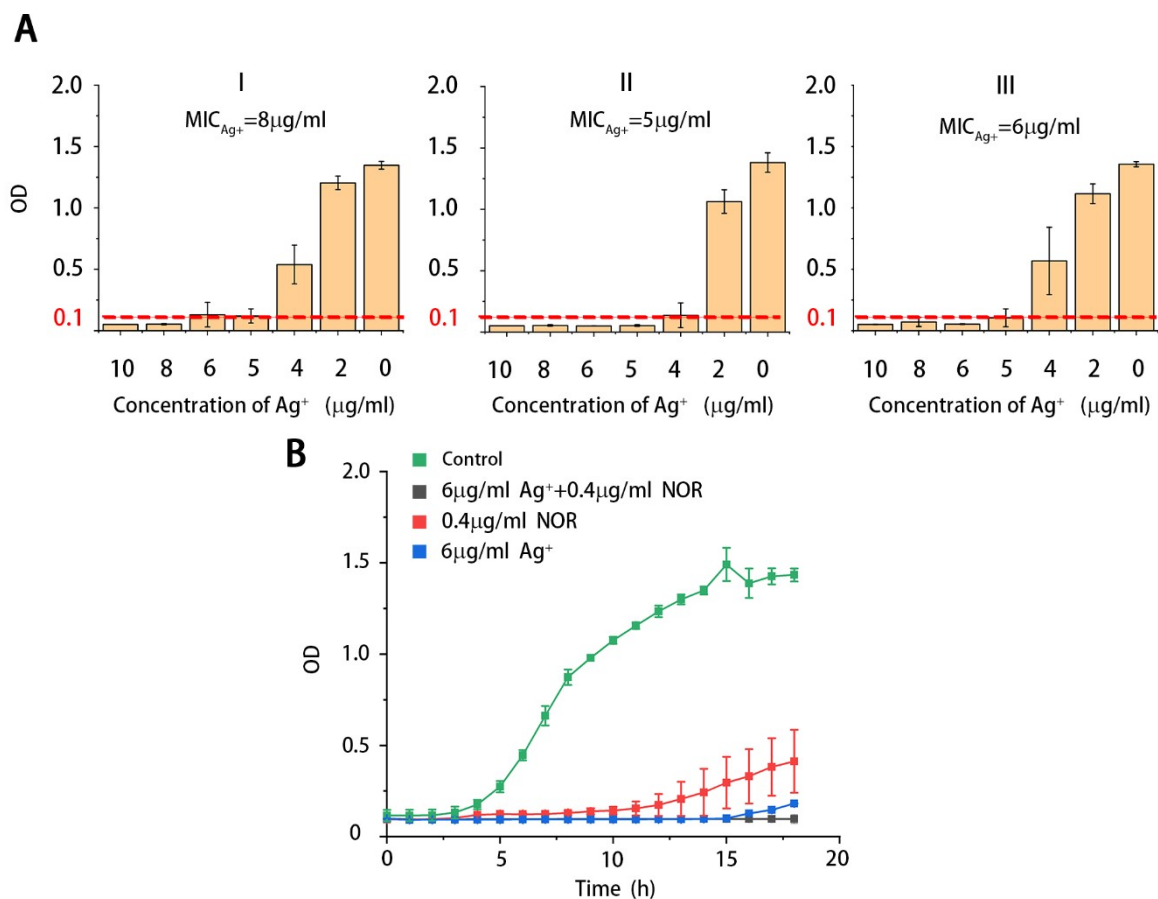 A
I
MIC_Ag+=8μg/ml
2.0
1.5
1.0
0.5
0.1
OD
10 8 6 5 4 2 0
Concentration of Ag⁺ (μg/ml)
II
MIC_Ag+=5μg/ml
2.0
1.5
1.0
0.5
0.1
10 8 6 5 4 2 0
Concentration of Ag⁺ (μg/ml)
III
MIC_Ag+=6μg/ml
2.0
1.5
1.0
0.5
0.1
10 8 6 5 4 2 0
Concentration of Ag⁺ (μg/ml)
B
Control
6μg/ml Ag⁺+0.4μg/ml NOR
0.4μg/ml NOR
6μg/ml Ag⁺
2.0
1.5
1.0
0.5
0
OD
0 5 10 15 20
Time (h)